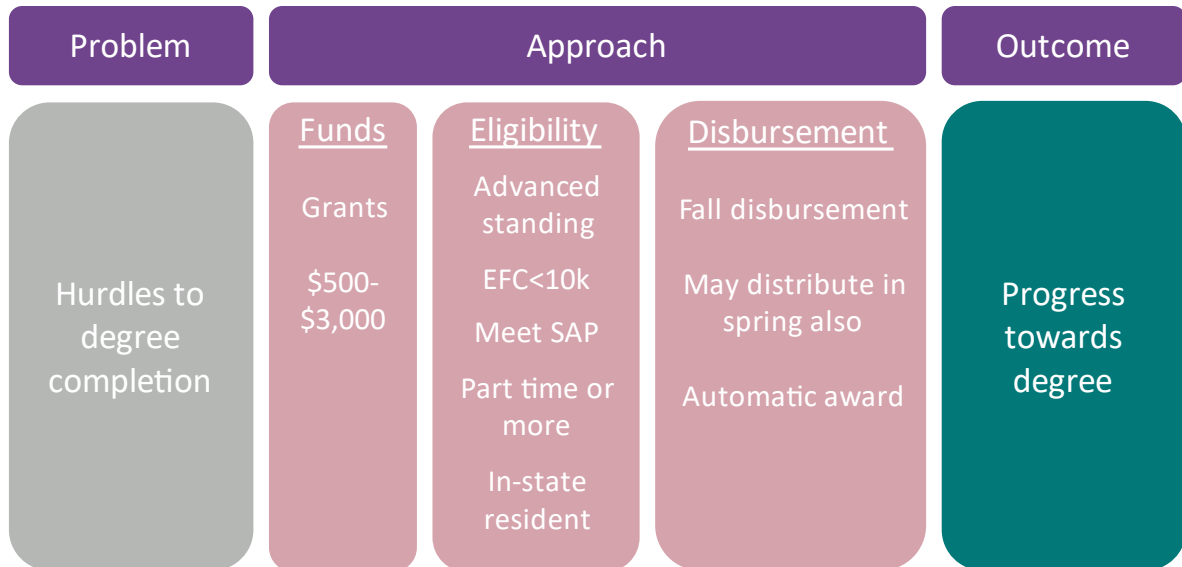 Problem
Approach
Outcome
Hurdles to
degree
completion
Funds
Grants
$500-
$3,000
Eligibility
Advanced
standing
EFC<10k
Meet SAP
Part time or
more
In-state
resident
Disbursement
Fall disbursement
May distribute in
spring also
Automatic award
Progress
towards
degree